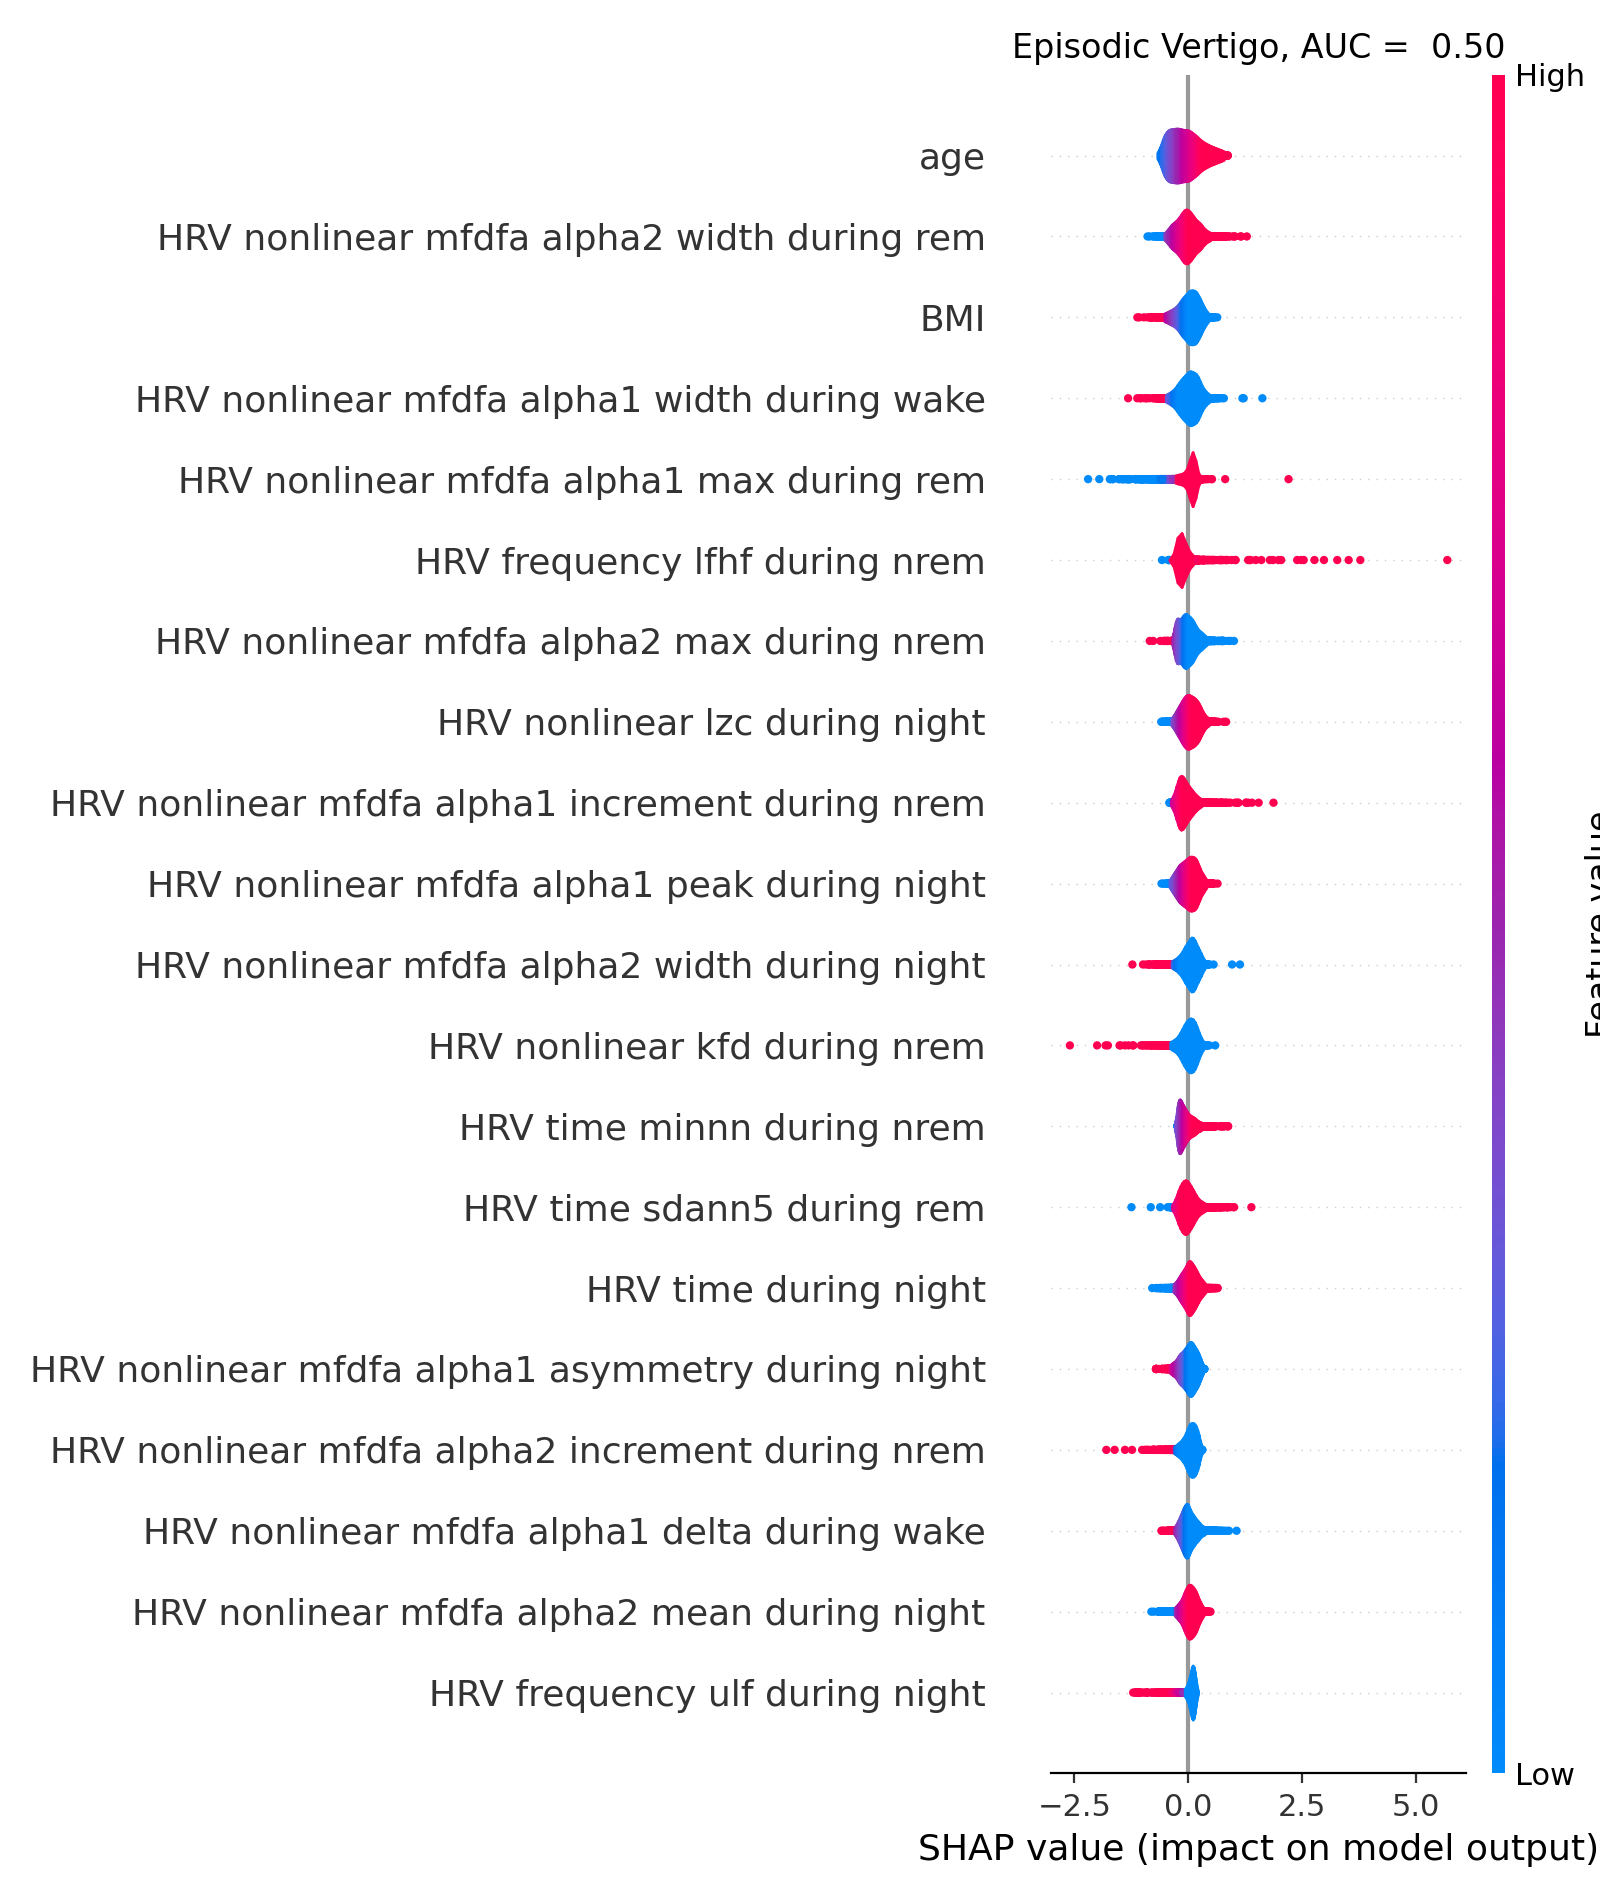 Episodic Vertigo, AUC =  0.50
High
age
HRV nonlinear mfdfa alpha2 width during rem
BMI
HRV nonlinear mfdfa alpha1 width during wake
HRV nonlinear mfdfa alpha1 max during rem
HRV frequency lfhf during nrem
HRV nonlinear mfdfa alpha2 max during nrem
HRV nonlinear lzc during night
HRV nonlinear mfdfa alpha1 increment during nrem
HRV nonlinear mfdfa alpha1 peak during night
HRV nonlinear mfdfa alpha2 width during night
HRV nonlinear kfd during nrem
HRV time minnn during nrem
HRV time sdann5 during rem
HRV time during night
HRV nonlinear mfdfa alpha1 asymmetry during night
HRV nonlinear mfdfa alpha2 increment during nrem
HRV nonlinear mfdfa alpha1 delta during wake
HRV nonlinear mfdfa alpha2 mean during night
HRV frequency ulf during night
Feature value
Low
−2.5 0.0 2.5 5.0
SHAP value (impact on model output)